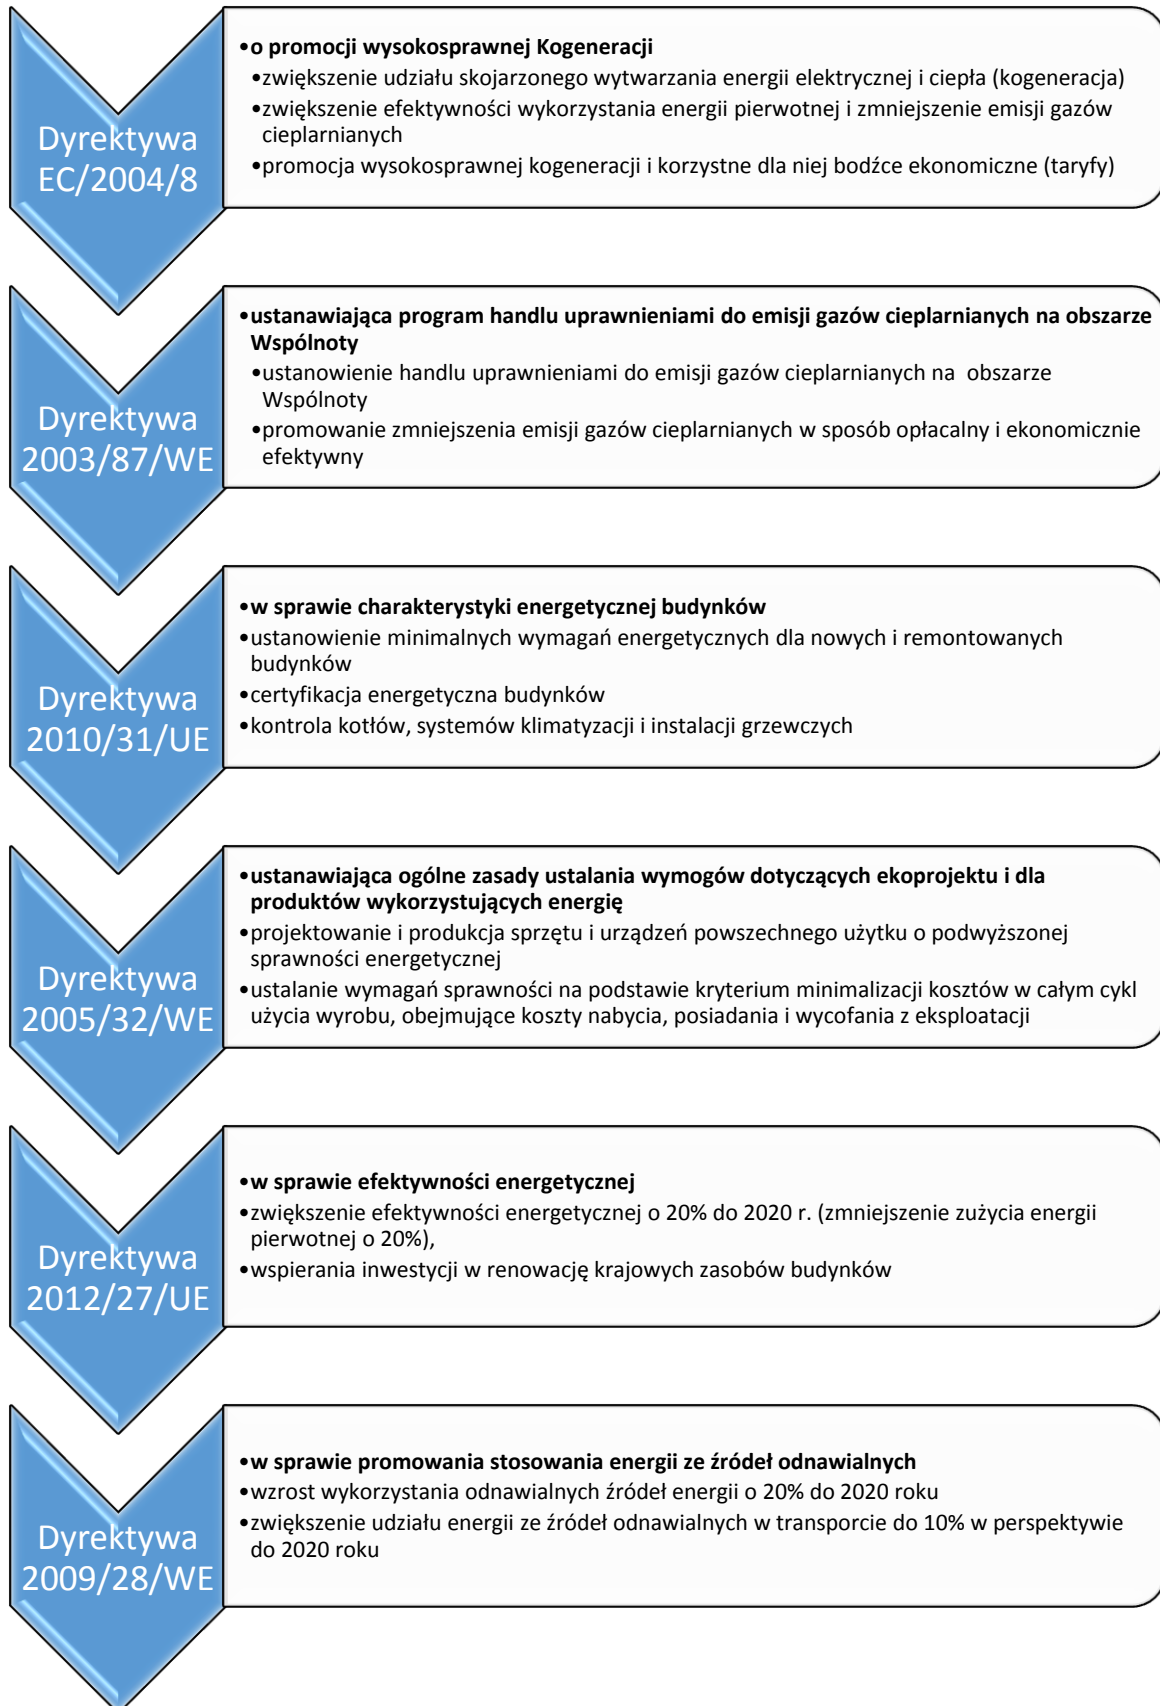 Dyrektywa
EC/2004/8
•o promocji wysokosprawnej Kogeneracji
•zwiększenie udziału skojarzonego wytwarzania energii elektrycznej i ciepła (kogeneracja)
•zwiększenie efektywności wykorzystania energii pierwotnej i zmniejszenie emisji gazów
cieplarnianych
•promocja wysokosprawnej kogeneracji i korzystne dla niej bodźce ekonomiczne (taryfy)
Dyrektywa
2003/87/WE
•ustanawiająca program handlu uprawnieniami do emisji gazów cieplarnianych na obszarze
Wspólnoty
•ustanowienie handlu uprawnieniami do emisji gazów cieplarnianych na obszarze
Wspólnoty
•promowanie zmniejszenia emisji gazów cieplarnianych w sposób opłacalny i ekonomicznie
efektywny
Dyrektywa
2010/31/UE
•w sprawie charakterystyki energetycznej budynków
•ustanowienie minimalnych wymagań energetycznych dla nowych i remontowanych
budynków
•certyfikacja energetyczna budynków
•kontrola kotłów, systemów klimatyzacji i instalacji grzewczych
Dyrektywa
2005/32/WE
•ustanawiająca ogólne zasady ustalania wymogów dotyczących ekoprojektu i dla
produktów wykorzystujących energię
•projektowanie i produkcja sprzętu i urządzeń powszechnego użytku o podwyższonej
sprawności energetycznej
•ustalanie wymagań sprawności na podstawie kryterium minimalizacji kosztów w całym cykl
użycia wyrobu, obejmujące koszty nabycia, posiadania i wycofania z eksploatacji
Dyrektywa
2012/27/UE
•w sprawie efektywności energetycznej
•zwiększenie efektywności energetycznej o 20% do 2020 r. (zmniejszenie zużycia energii
pierwotnej o 20%),
•wspierania inwestycji w renowację krajowych zasobów budynków
Dyrektywa
2009/28/WE
•w sprawie promowania stosowania energii ze źródeł odnawialnych
•wzrost wykorzystania odnawialnych źródeł energii o 20% do 2020 roku
•zwiększenie udziału energii ze źródeł odnawialnych w transporcie do 10% w perspektywie
do 2020 roku